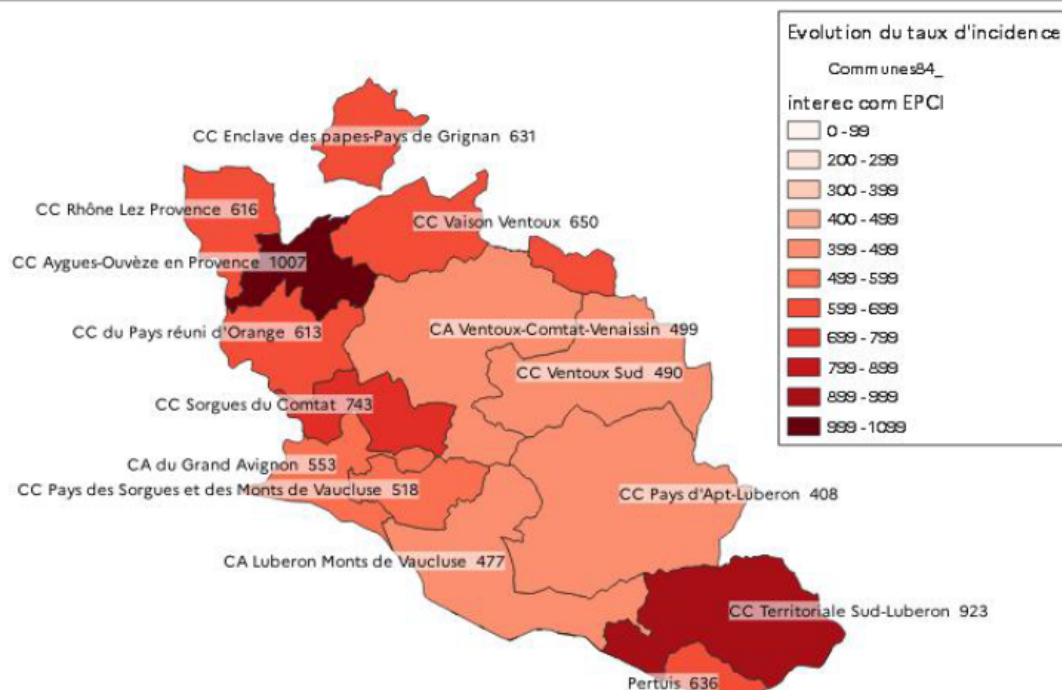 Evolution du taux d'incidence
Communes84_
interec com EPCI
0 - 99
200 - 299
300 - 399
400 - 499
399 - 499
499 - 599
599 - 699
699 - 799
799 - 899
899 - 999
999 - 1099
CC Enclave des papes-Pays de Grignan 631
CC Rhône Lez Provence 616
CC Vaison Ventoux 650
CC Aygues-Ouvèze en Provence 1007
CC du Pays réuni d'Orange 613
CA Ventoux-Comtat-Venaissin 499
CC Ventoux Sud 490
CC Sorgues du Comtat 743
CA du Grand Avignon 553
CC Pays des Sorgues et des Monts de Vaucluse 518
CC Pays d'Apt-Luberon 408
CA Luberon Monts de Vaucluse 477
CC Territoriale Sud-Luberon 923
Pertuis 636